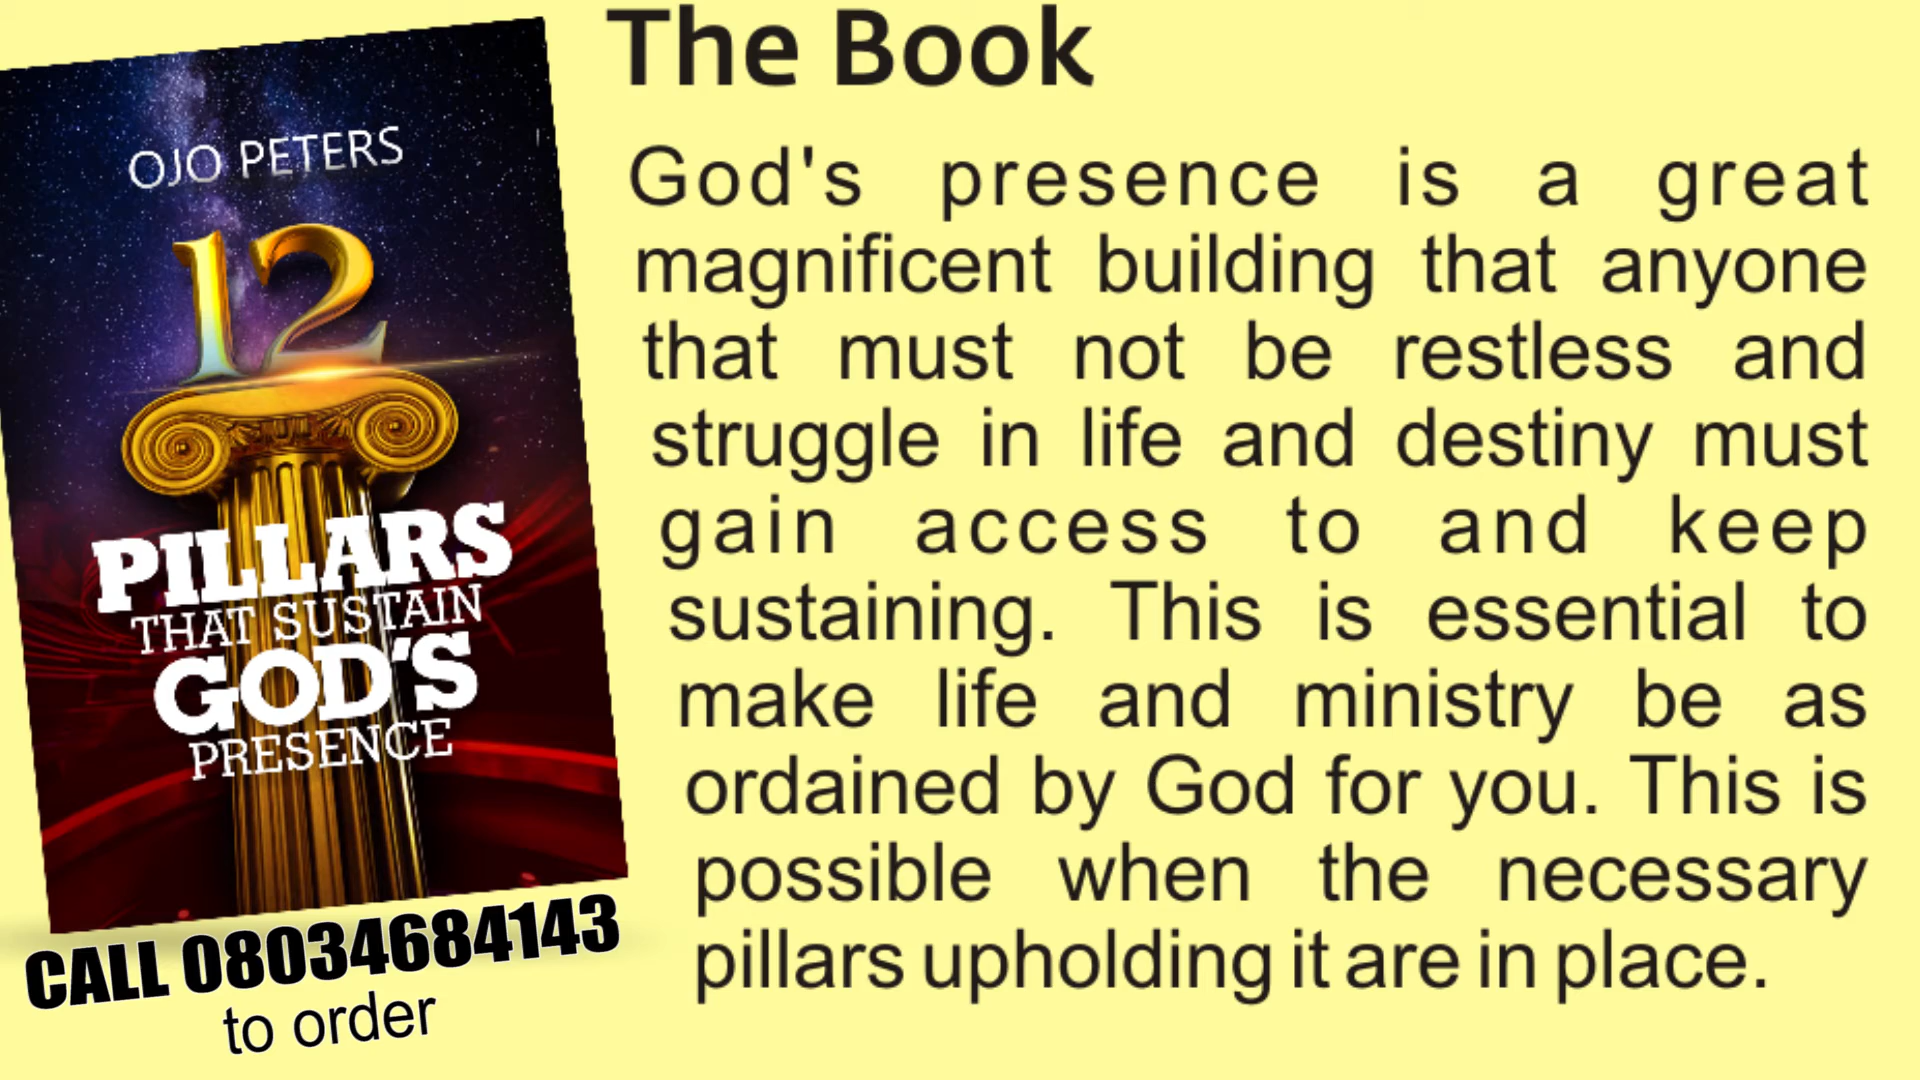 OJO PETERS
12
PILLARS
THAT SUSTAIN
GOD'S
PRESENCE
CALL 08034684143
to order
The Book
God's presence is a great
magnificent building that anyone
that must not be restless and
struggle in life and destiny must
gain access to and keep
sustaining. This is essential to
make life and ministry be as
ordained by God for you. This is
possible when the necessary
pillars upholding it are in place.